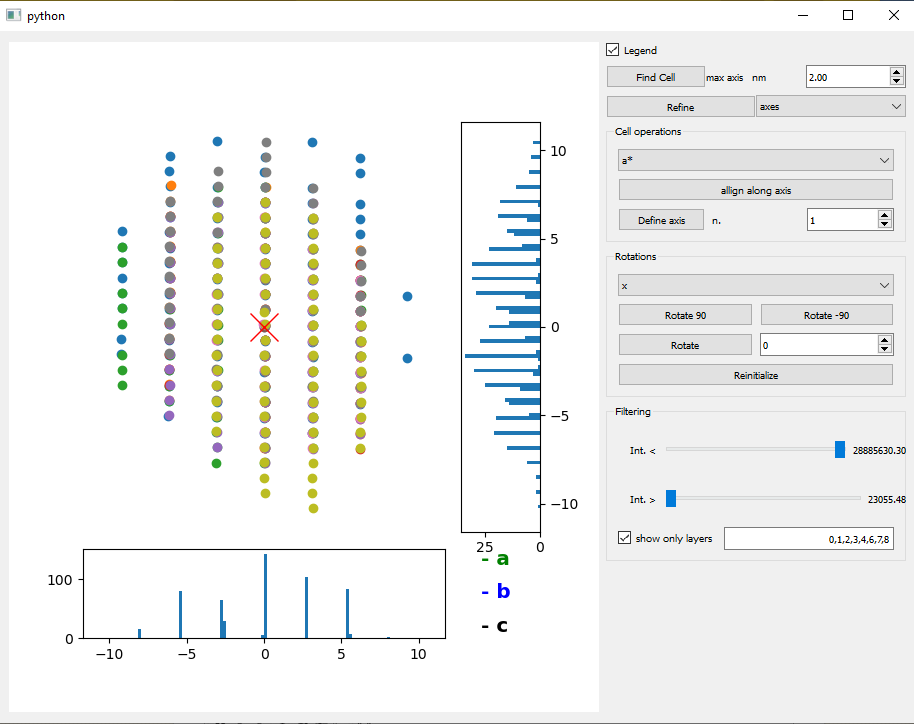 python
Legend
Find Cell max axis nm 2.00
Refine axes
Cell operations
a*
allign along axis
Define axis n. 1
Rotations
x
Rotate 90 Rotate -90
Rotate 0
Reinitialize
Filtering
Int. < 28885630.30
Int. > 23055.48
show only layers 0,1,2,3,4,6,7,8
10
5
0
−5
−10
25 0
- a
- b
- c
100
0
−10 −5 0 5 10